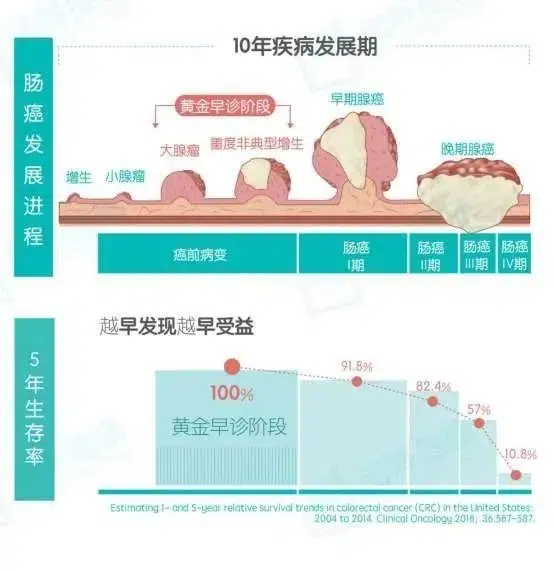 10年疾病发展期
肠癌发展进程
黄金早诊阶段
早期腺癌
大腺瘤
重度非典型增生
晚期腺癌
增生
小腺瘤
癌前病变
肠癌
I期
肠癌
II期
肠癌
III期
肠癌
IV期
越早发现越早受益
5年生存率
100%
91.8%
82.4%
57%
10.8%
黄金早诊阶段
Estimating 1- and 5-year relative survival trends in colorectal cancer (CRC) in the United States:
2004 to 2014. Clinical Oncology 2018; 36:587-587.